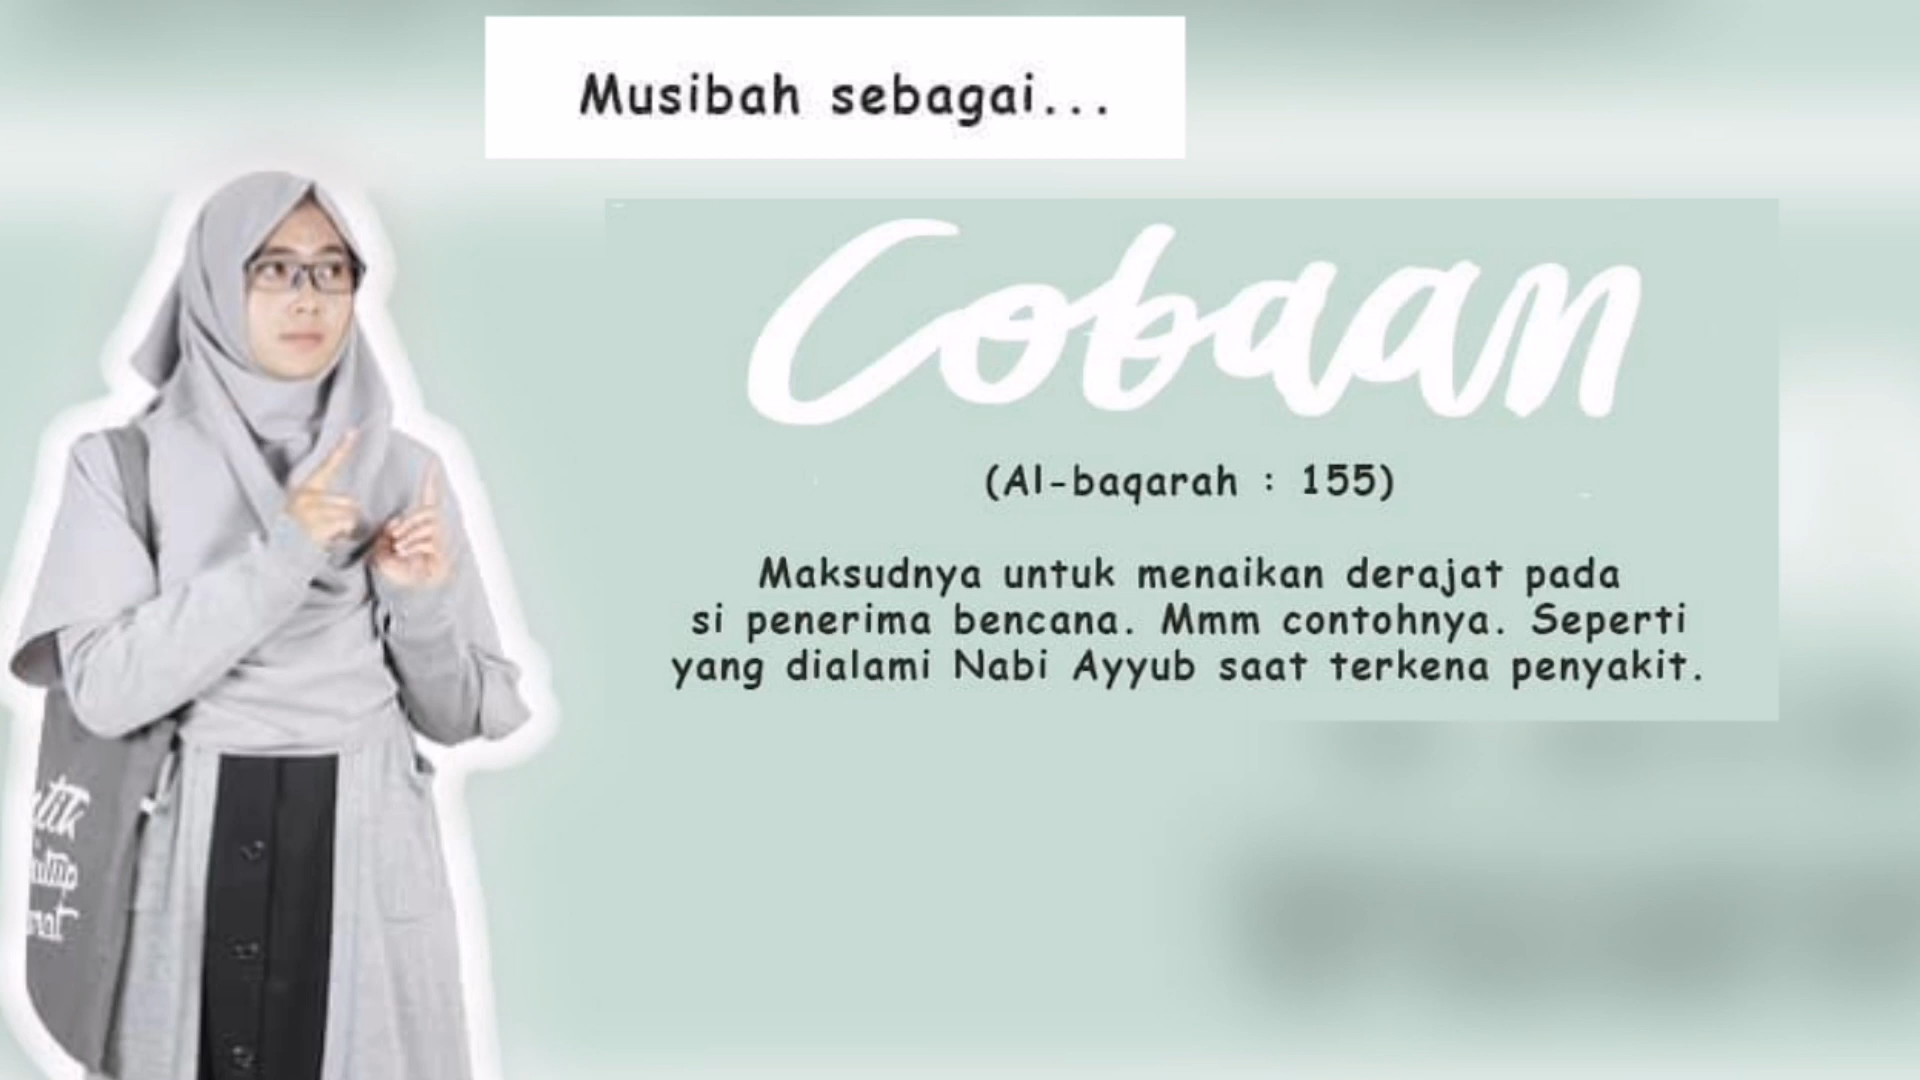 Musibah sebagai...
Cobaan
(Al-baqarah : 155)
Maksudnya untuk menaikan derajat pada
si penerima bencana. Mmm contohnya. Seperti
yang dialami Nabi Ayyub saat terkena penyakit.